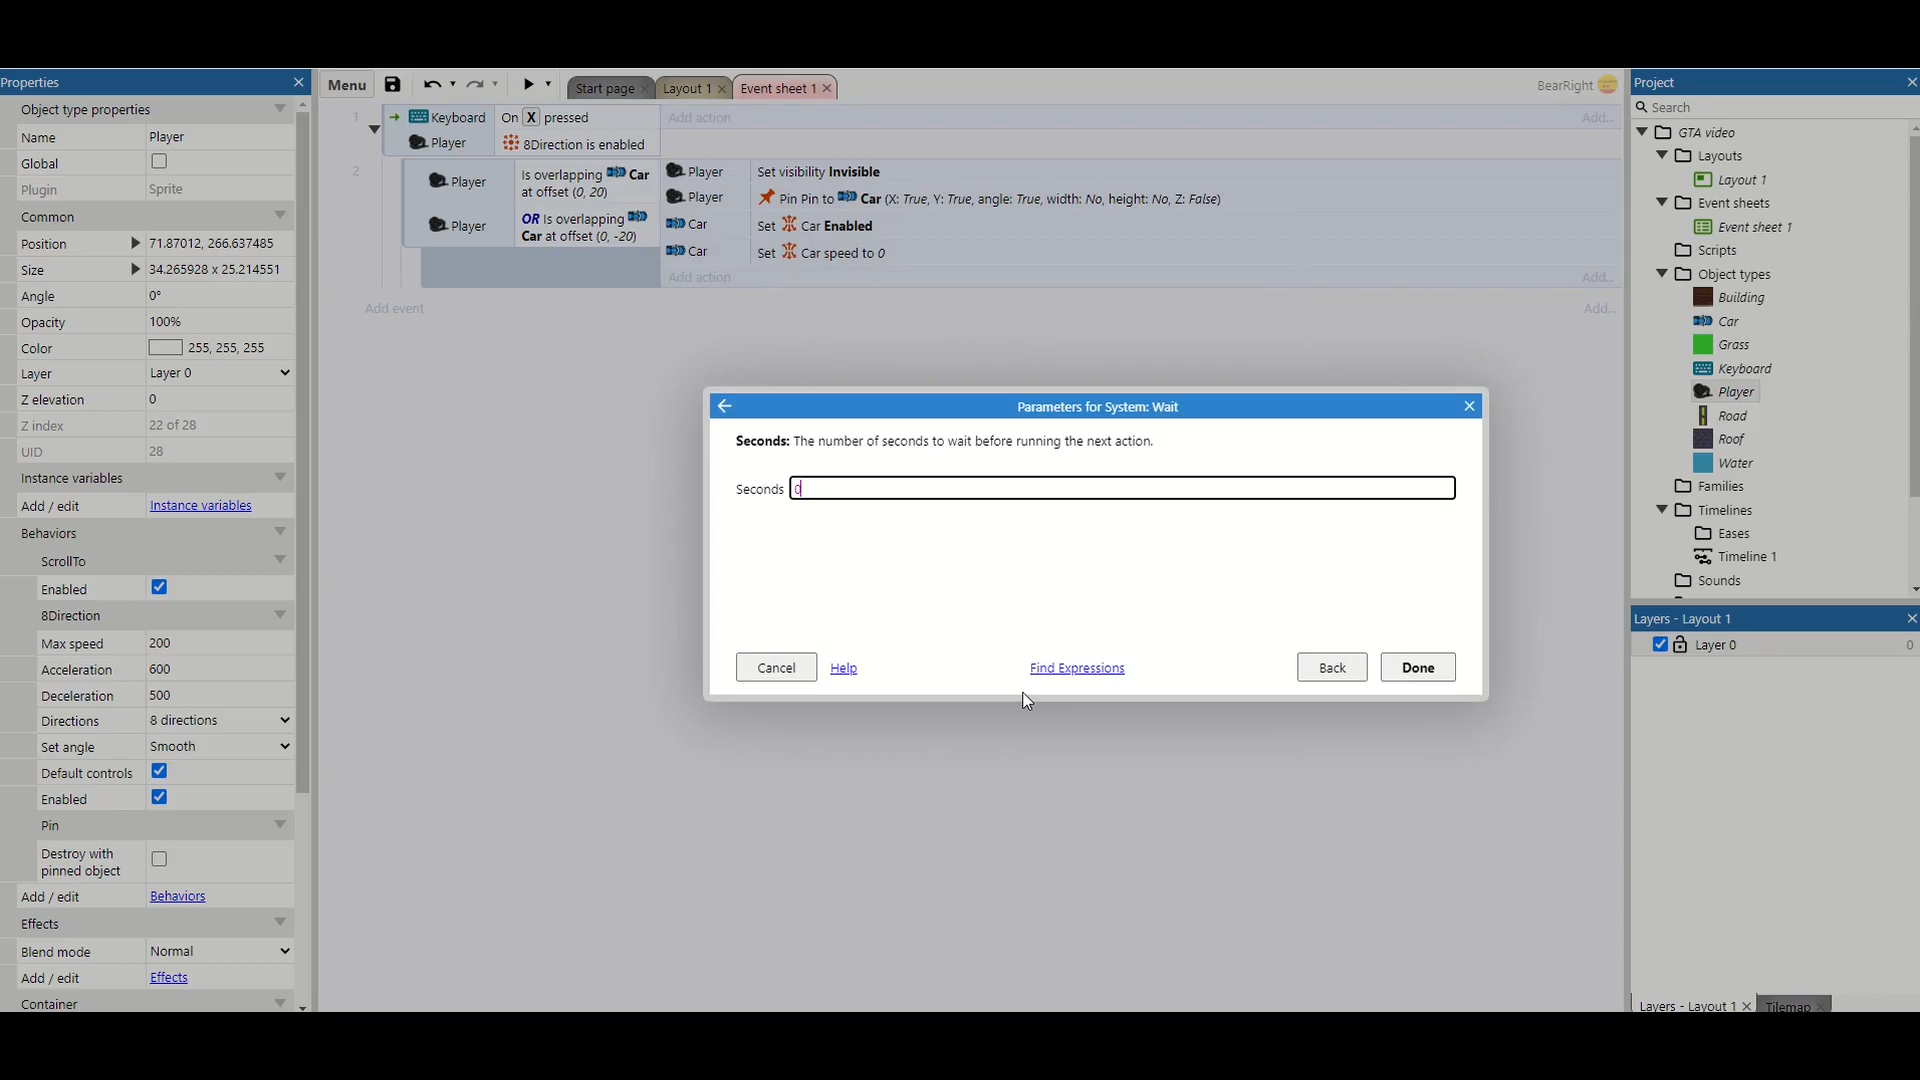 Properties
Object type properties
Name Player
Global
Plugin Sprite
Common
Position 71.87012, 266.637485
Size 34.265928 x 25.214551
Angle 0°
Opacity 100%
Color 255, 255, 255
Layer Layer 0
Z elevation 0
Z index 22 of 28
UID 28
Instance variables
Add / edit Instance variables
Behaviors
ScrollTo
Enabled
8Direction
Max speed 200
Acceleration 600
Deceleration 500
Directions 8 directions
Set angle Smooth
Default controls
Enabled
Pin
Destroy with
pinned object
Add / edit Behaviors
Effects
Blend mode Normal
Add / edit Effects
Container
Menu
Start page
Layout 1
Event sheet 1
BearRight
1
Keyboard On X pressed Add action Add...
Player 8Direction is enabled
2
Player Is overlapping Car
at offset (0, 20)
Player OR Is overlapping
Car at offset (0, -20)
Player Set visibility Invisible
Player Pin Pin to Car (X: True, Y: True, angle: True, width: No, height: No, Z: False)
Car Set Car Enabled
Car Set Car speed to 0
Add action Add...
Add event Add...
Parameters for System: Wait
Seconds: The number of seconds to wait before running the next action.
Seconds 0
Cancel Help Find Expressions Back Done
Project
Search
GTA video
Layouts
Layout 1
Event sheets
Event sheet 1
Scripts
Object types
Building
Car
Grass
Keyboard
Player
Road
Roof
Water
Families
Timelines
Eases
Timeline 1
Sounds
Layers - Layout 1
Layer 0 0
Layers - Layout 1 Tilemap